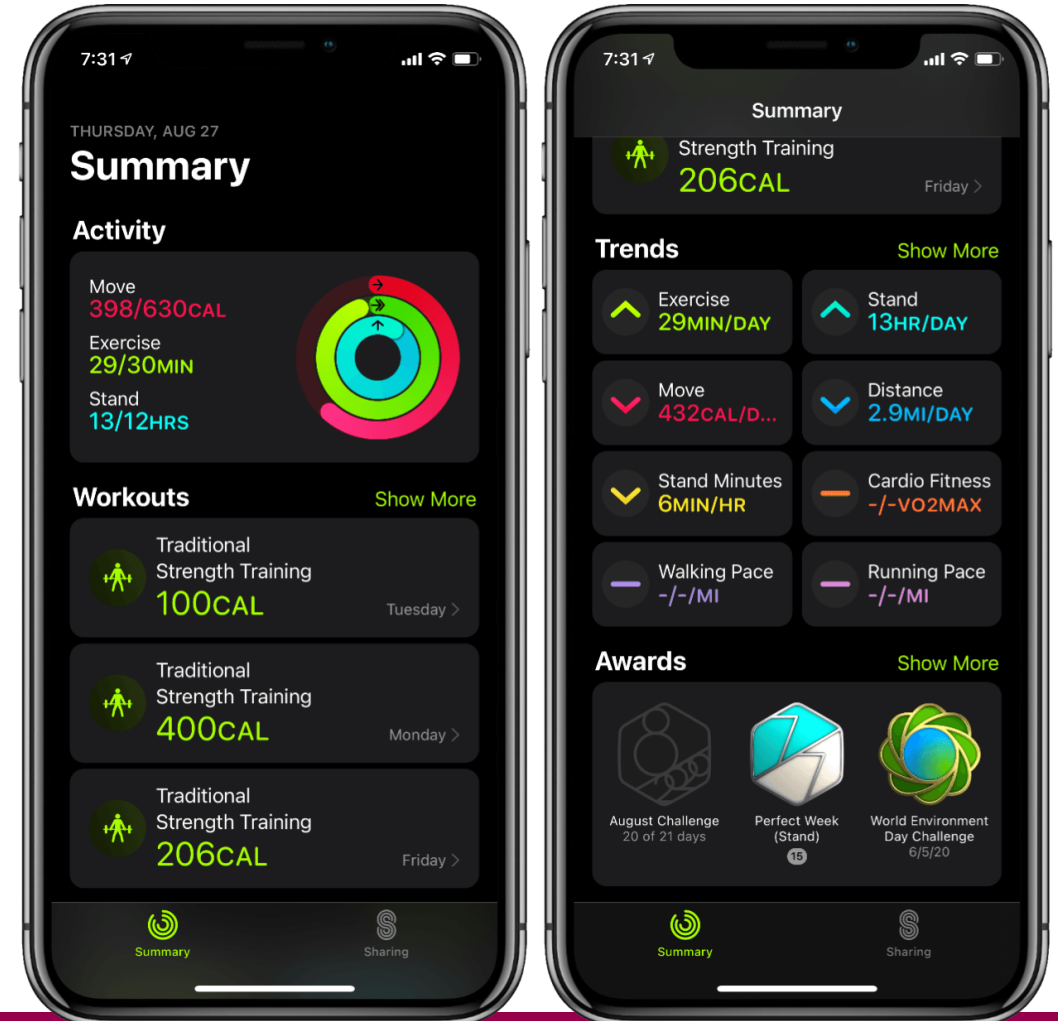 7:31
THURSDAY, AUG 27
Summary
Activity
Move
398/630CAL
Exercise
29/30MIN
Stand
13/12HRS
Workouts
Show More
Traditional
Strength Training
100CAL
Tuesday
Traditional
Strength Training
400CAL
Monday
Traditional
Strength Training
206CAL
Friday
Summary
Sharing
7:31
Summary
Strength Training
206CAL
Friday
Trends
Show More
Exercise
29MIN/DAY
Stand
13HR/DAY
Move
432CAL/D...
Distance
2.9MI/DAY
Stand Minutes
6MIN/HR
Cardio Fitness
-/-VO2MAX
Walking Pace
-/-/MI
Running Pace
-/-/MI
Awards
Show More
August Challenge
20 of 21 days
Perfect Week
(Stand)
15
World Environment
Day Challenge
6/5/20
Summary
Sharing